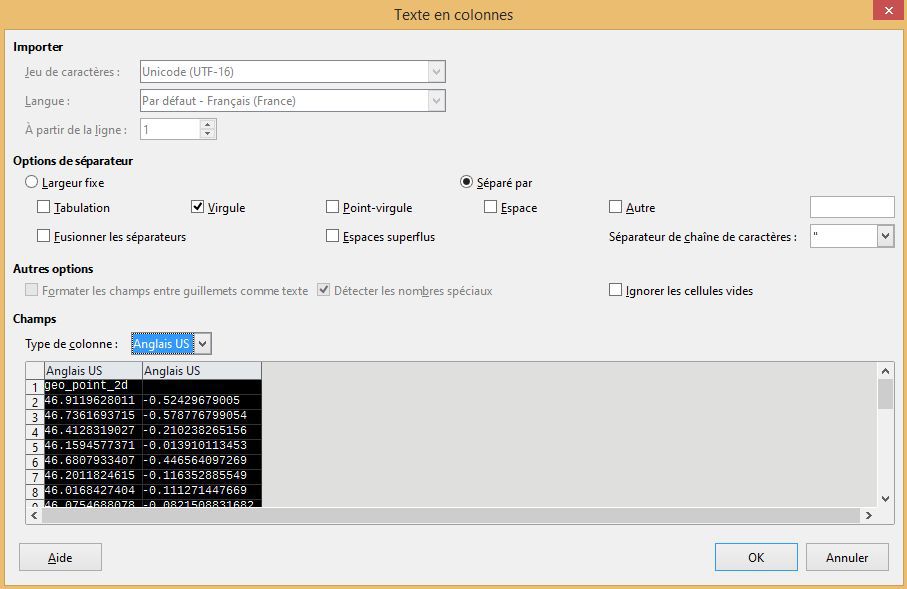 Texte en colonnes
Importer
Jeu de caractères : Unicode (UTF-16)
Langue : Par défaut - Français (France)
À partir de la ligne : 1
Options de séparateur
Largeur fixe Séparé par
Tabulation Virgule Point-virgule Espace Autre
Fusionner les séparateurs Espaces superflus Séparateur de chaîne de caractères : "
Autres options
Formater les champs entre guillemets comme texte Détecter les nombres spéciaux Ignorer les cellules vides
Champs
Type de colonne : Anglais US
Anglais US Anglais US
1 geo_point_2d
2 46.9119628011 -0.52429679005
3 46.7361693715 -0.578776799054
4 46.4128319027 -0.210238265156
5 46.1594577371 -0.013910113453
6 46.6807933407 -0.446564097269
7 46.2011824615 -0.116352885549
8 46.0168427404 -0.111271447669
9 46.0754688078 -0.0821508831682
Aide OK Annuler